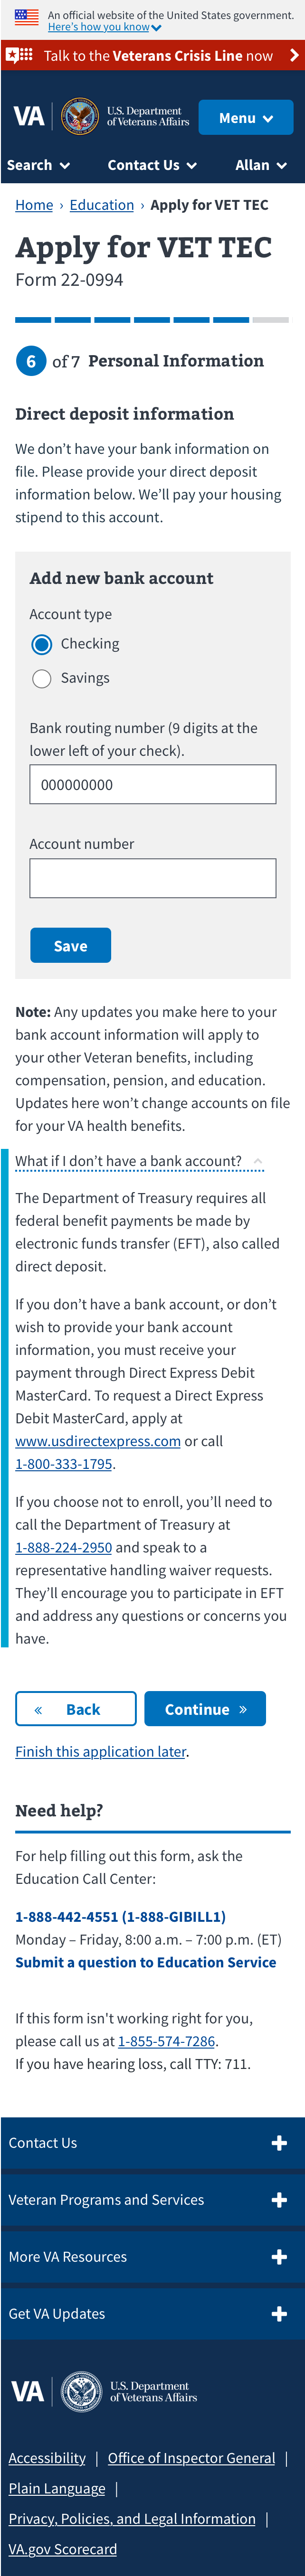 An official website of the United States government.
Here's how you know
Talk to the Veterans Crisis Line now
VA
U.S. Department
of Veterans Affairs
Menu
Search
Contact Us
Allan
Home › Education › Apply for VET TEC
Apply for VET TEC
Form 22-0994
6 of 7 Personal Information
Direct deposit information
We don't have your bank information on
file. Please provide your direct deposit
information below. We'll pay your housing
stipend to this account.
Add new bank account
Account type
Checking
Savings
Bank routing number (9 digits at the
lower left of your check).
000000000
Account number
Save
Note: Any updates you make here to your
bank account information will apply to
your other Veteran benefits, including
compensation, pension, and education.
Updates here won't change accounts on file
for your VA health benefits.
What if I don't have a bank account?
The Department of Treasury requires all
federal benefit payments be made by
electronic funds transfer (EFT), also called
direct deposit.
If you don't have a bank account, or don't
wish to provide your bank account
information, you must receive your
payment through Direct Express Debit
MasterCard. To request a Direct Express
Debit MasterCard, apply at
www.usdirectexpress.com or call
1-800-333-1795.
If you choose not to enroll, you'll need to
call the Department of Treasury at
1-888-224-2950 and speak to a
representative handling waiver requests.
They'll encourage you to participate in EFT
and address any questions or concerns you
have.
« Back
Continue »
Finish this application later.
Need help?
For help filling out this form, ask the
Education Call Center:
1-888-442-4551 (1-888-GIBILL1)
Monday – Friday, 8:00 a.m. – 7:00 p.m. (ET)
Submit a question to Education Service
If this form isn't working right for you,
please call us at 1-855-574-7286.
If you have hearing loss, call TTY: 711.
Contact Us
Veteran Programs and Services
More VA Resources
Get VA Updates
VA
U.S. Department
of Veterans Affairs
Accessibility | Office of Inspector General |
Plain Language |
Privacy, Policies, and Legal Information |
VA.gov Scorecard